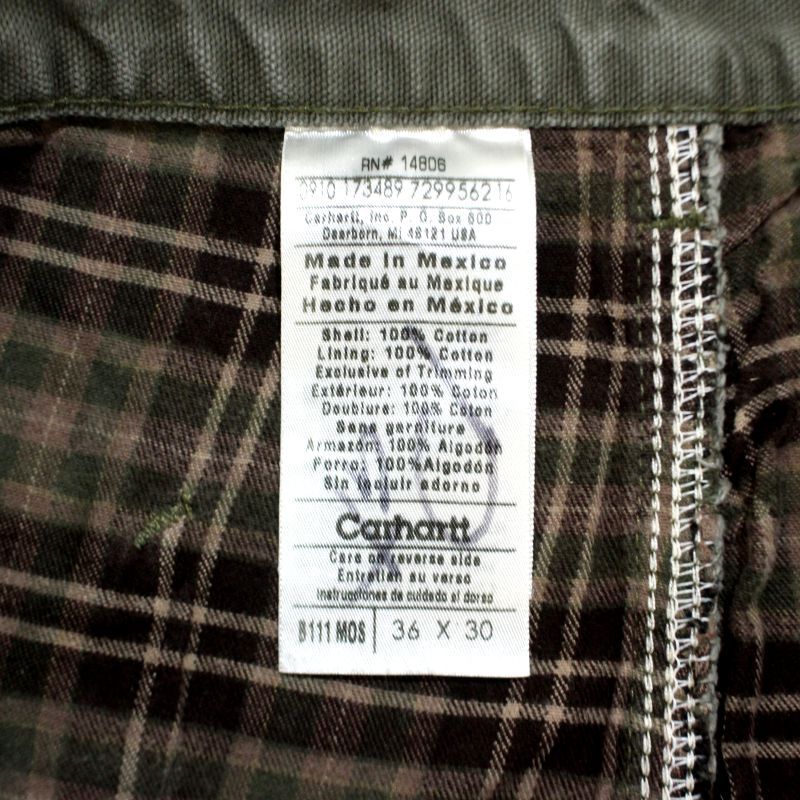 RN# 14806
0910 173489 729956216
Carhartt, Inc. P. O. Box 600
Dearborn, MI 48121 USA
Made in Mexico
Fabriqué au Mexique
Hecho en México
Shell: 100% Cotton
Lining: 100% Cotton
Exclusive of Trimming
Extérieur: 100% Coton
Doublure: 100% Coton
Sans garniture
Armazón: 100% Algodón
Forro: 100% Algodón
Sin incluir adorno
Carhartt
Care on reverse side
Entretien au verso
Instrucciones de cuidado al dorso
B111 MOS 36 X 30